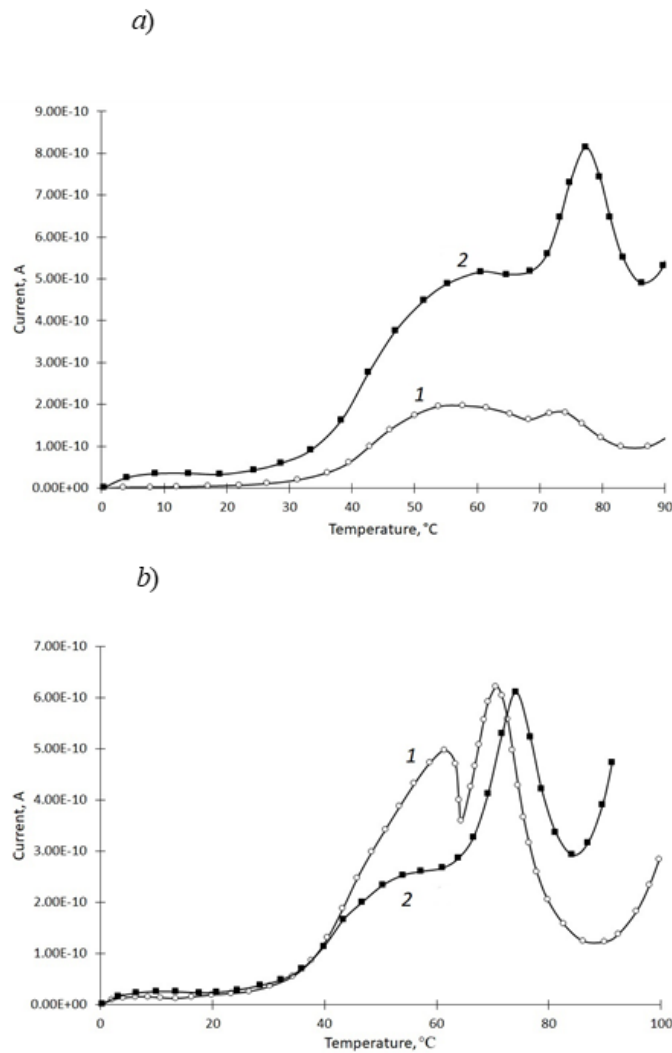 a)
9.00E-10
8.00E-10
7.00E-10
6.00E-10
5.00E-10
4.00E-10
3.00E-10
2.00E-10
1.00E-10
0.00E+00
Current, A
2
1
0 10 20 30 40 50 60 70 80 90
Temperature, °C
b)
7.00E-10
6.00E-10
5.00E-10
4.00E-10
3.00E-10
2.00E-10
1.00E-10
0.00E+00
Current, A
1
2
0 20 40 60 80 100
Temperature, °C